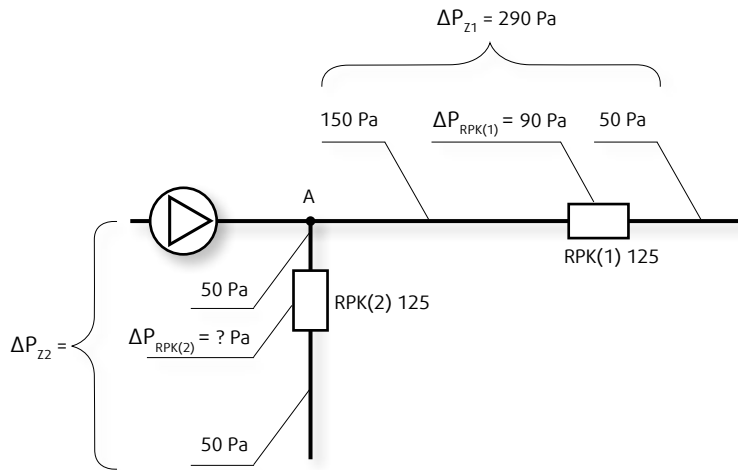 ΔP_Z1 = 290 Pa
150 Pa
ΔP_RPK(1) = 90 Pa
50 Pa
A
RPK(1) 125
50 Pa
RPK(2) 125
ΔP_RPK(2) = ? Pa
ΔP_Z2 =
50 Pa